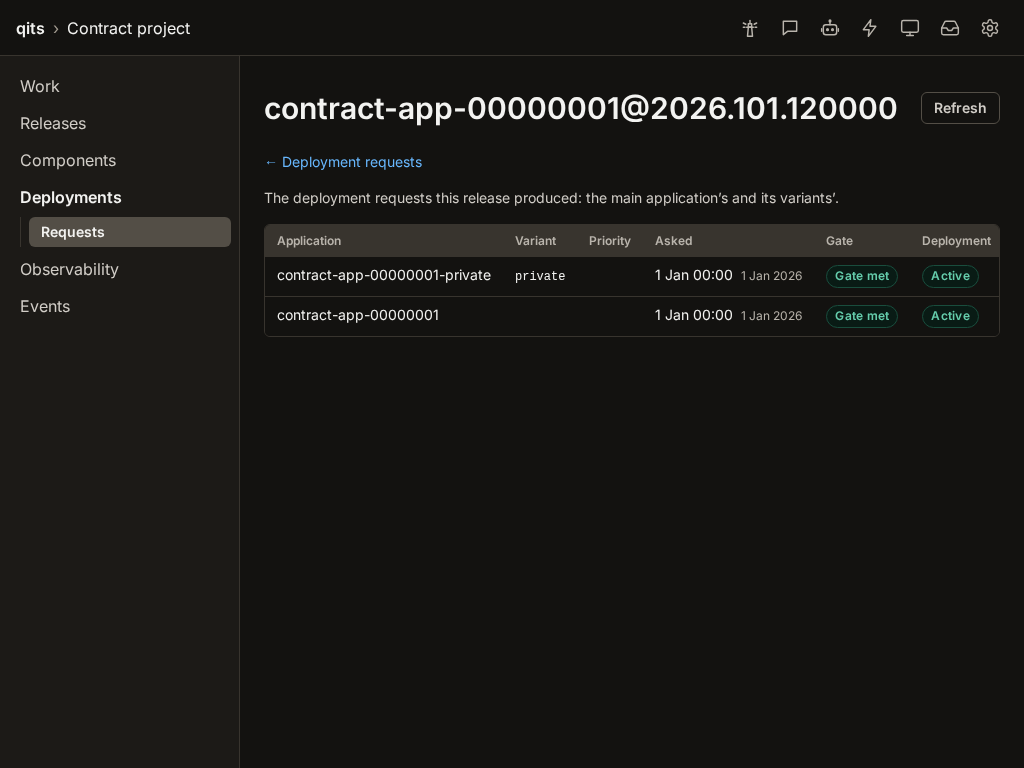 qits › Contract project
Work
Releases
Components
Deployments
Requests
Observability
Events
contract-app-00000001@2026.101.120000
Refresh
← Deployment requests
The deployment requests this release produced: the main application’s and its variants’.
Application Variant Priority Asked Gate Deployment
contract-app-00000001-private private 1 Jan 00:00 1 Jan 2026 Gate met Active
contract-app-00000001 1 Jan 00:00 1 Jan 2026 Gate met Active